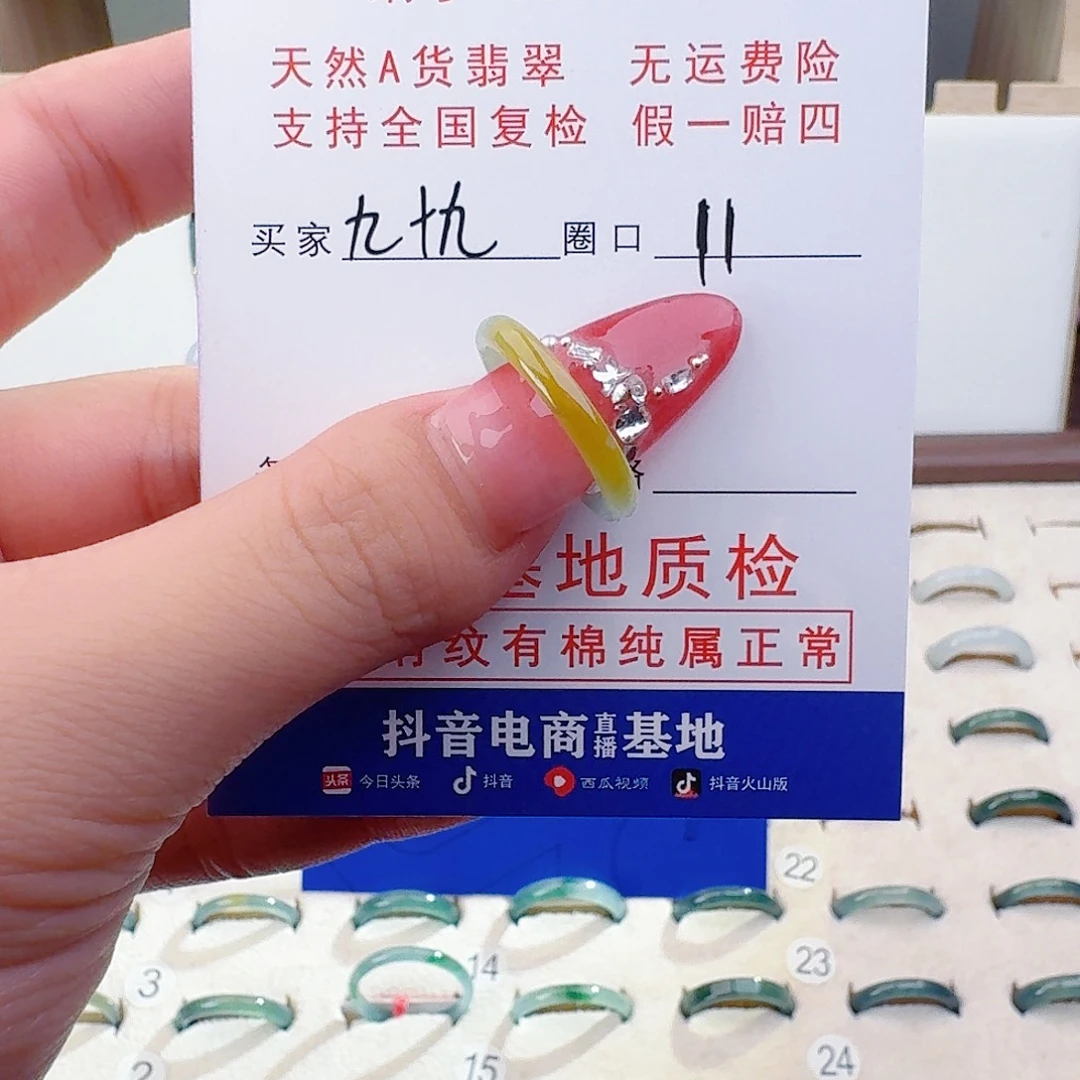 天然A货翡翠 无运费险
支持全国复检 假一赔四
买家 九九 圈口 11
基地质检
纹有棉纯属正常
抖音电商直播基地
今日头条 抖音 西瓜视频 抖音火山版
头条
22
3
14
23
2
15
24